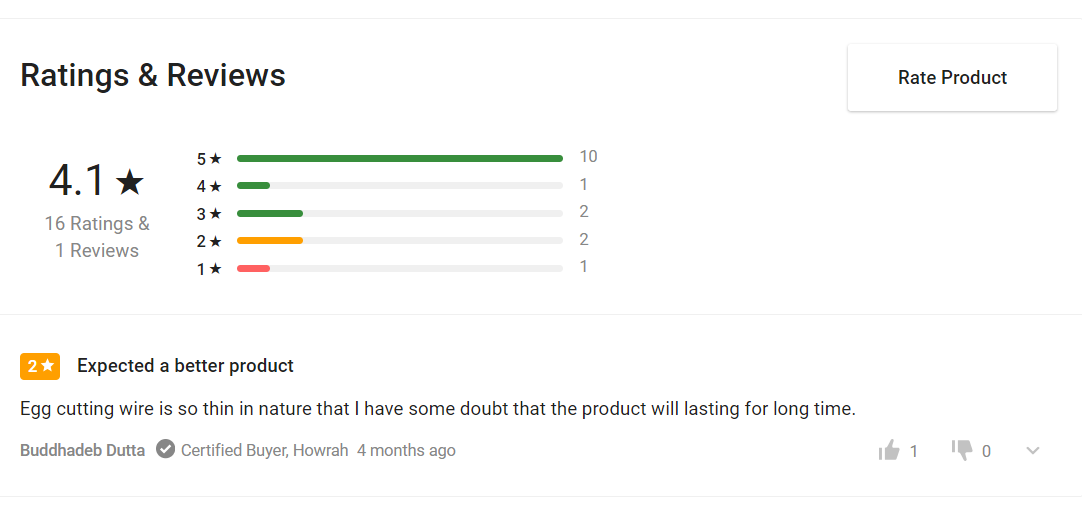 Ratings & Reviews
Rate Product
4.1★
16 Ratings &
1 Reviews
5★ 10
4★ 1
3★ 2
2★ 2
1★ 1
2★ Expected a better product
Egg cutting wire is so thin in nature that I have some doubt that the product will lasting for long time.
Buddhadeb Dutta Certified Buyer, Howrah 4 months ago 1 0